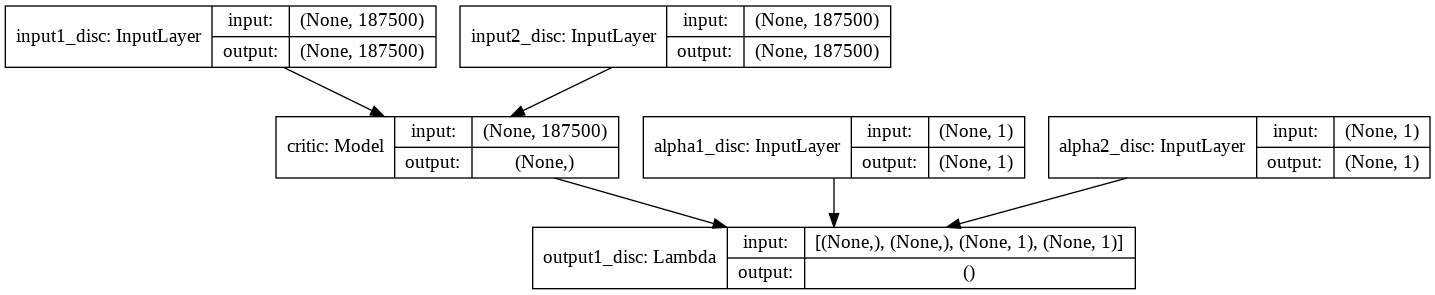 input1_disc: InputLayer
input: (None, 187500)
output: (None, 187500)
input2_disc: InputLayer
input: (None, 187500)
output: (None, 187500)
critic: Model
input: (None, 187500)
output: (None,)
alpha1_disc: InputLayer
input: (None, 1)
output: (None, 1)
alpha2_disc: InputLayer
input: (None, 1)
output: (None, 1)
output1_disc: Lambda
input: [(None,), (None,), (None, 1), (None, 1)]
output: ()